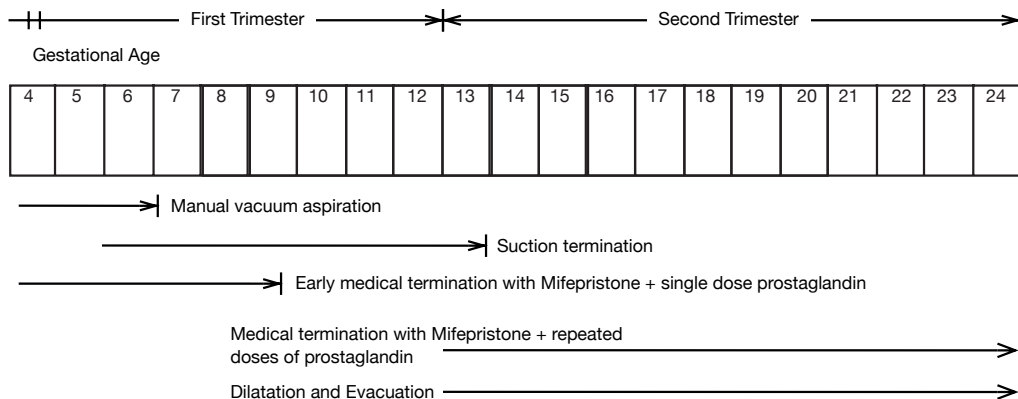 First Trimester Second Trimester
Gestational Age
4 5 6 7 8 9 10 11 12 13 14 15 16 17 18 19 20 21 22 23 24
Manual vacuum aspiration
Suction termination
Early medical termination with Mifepristone + single dose prostaglandin
Medical termination with Mifepristone + repeated
doses of prostaglandin
Dilatation and Evacuation